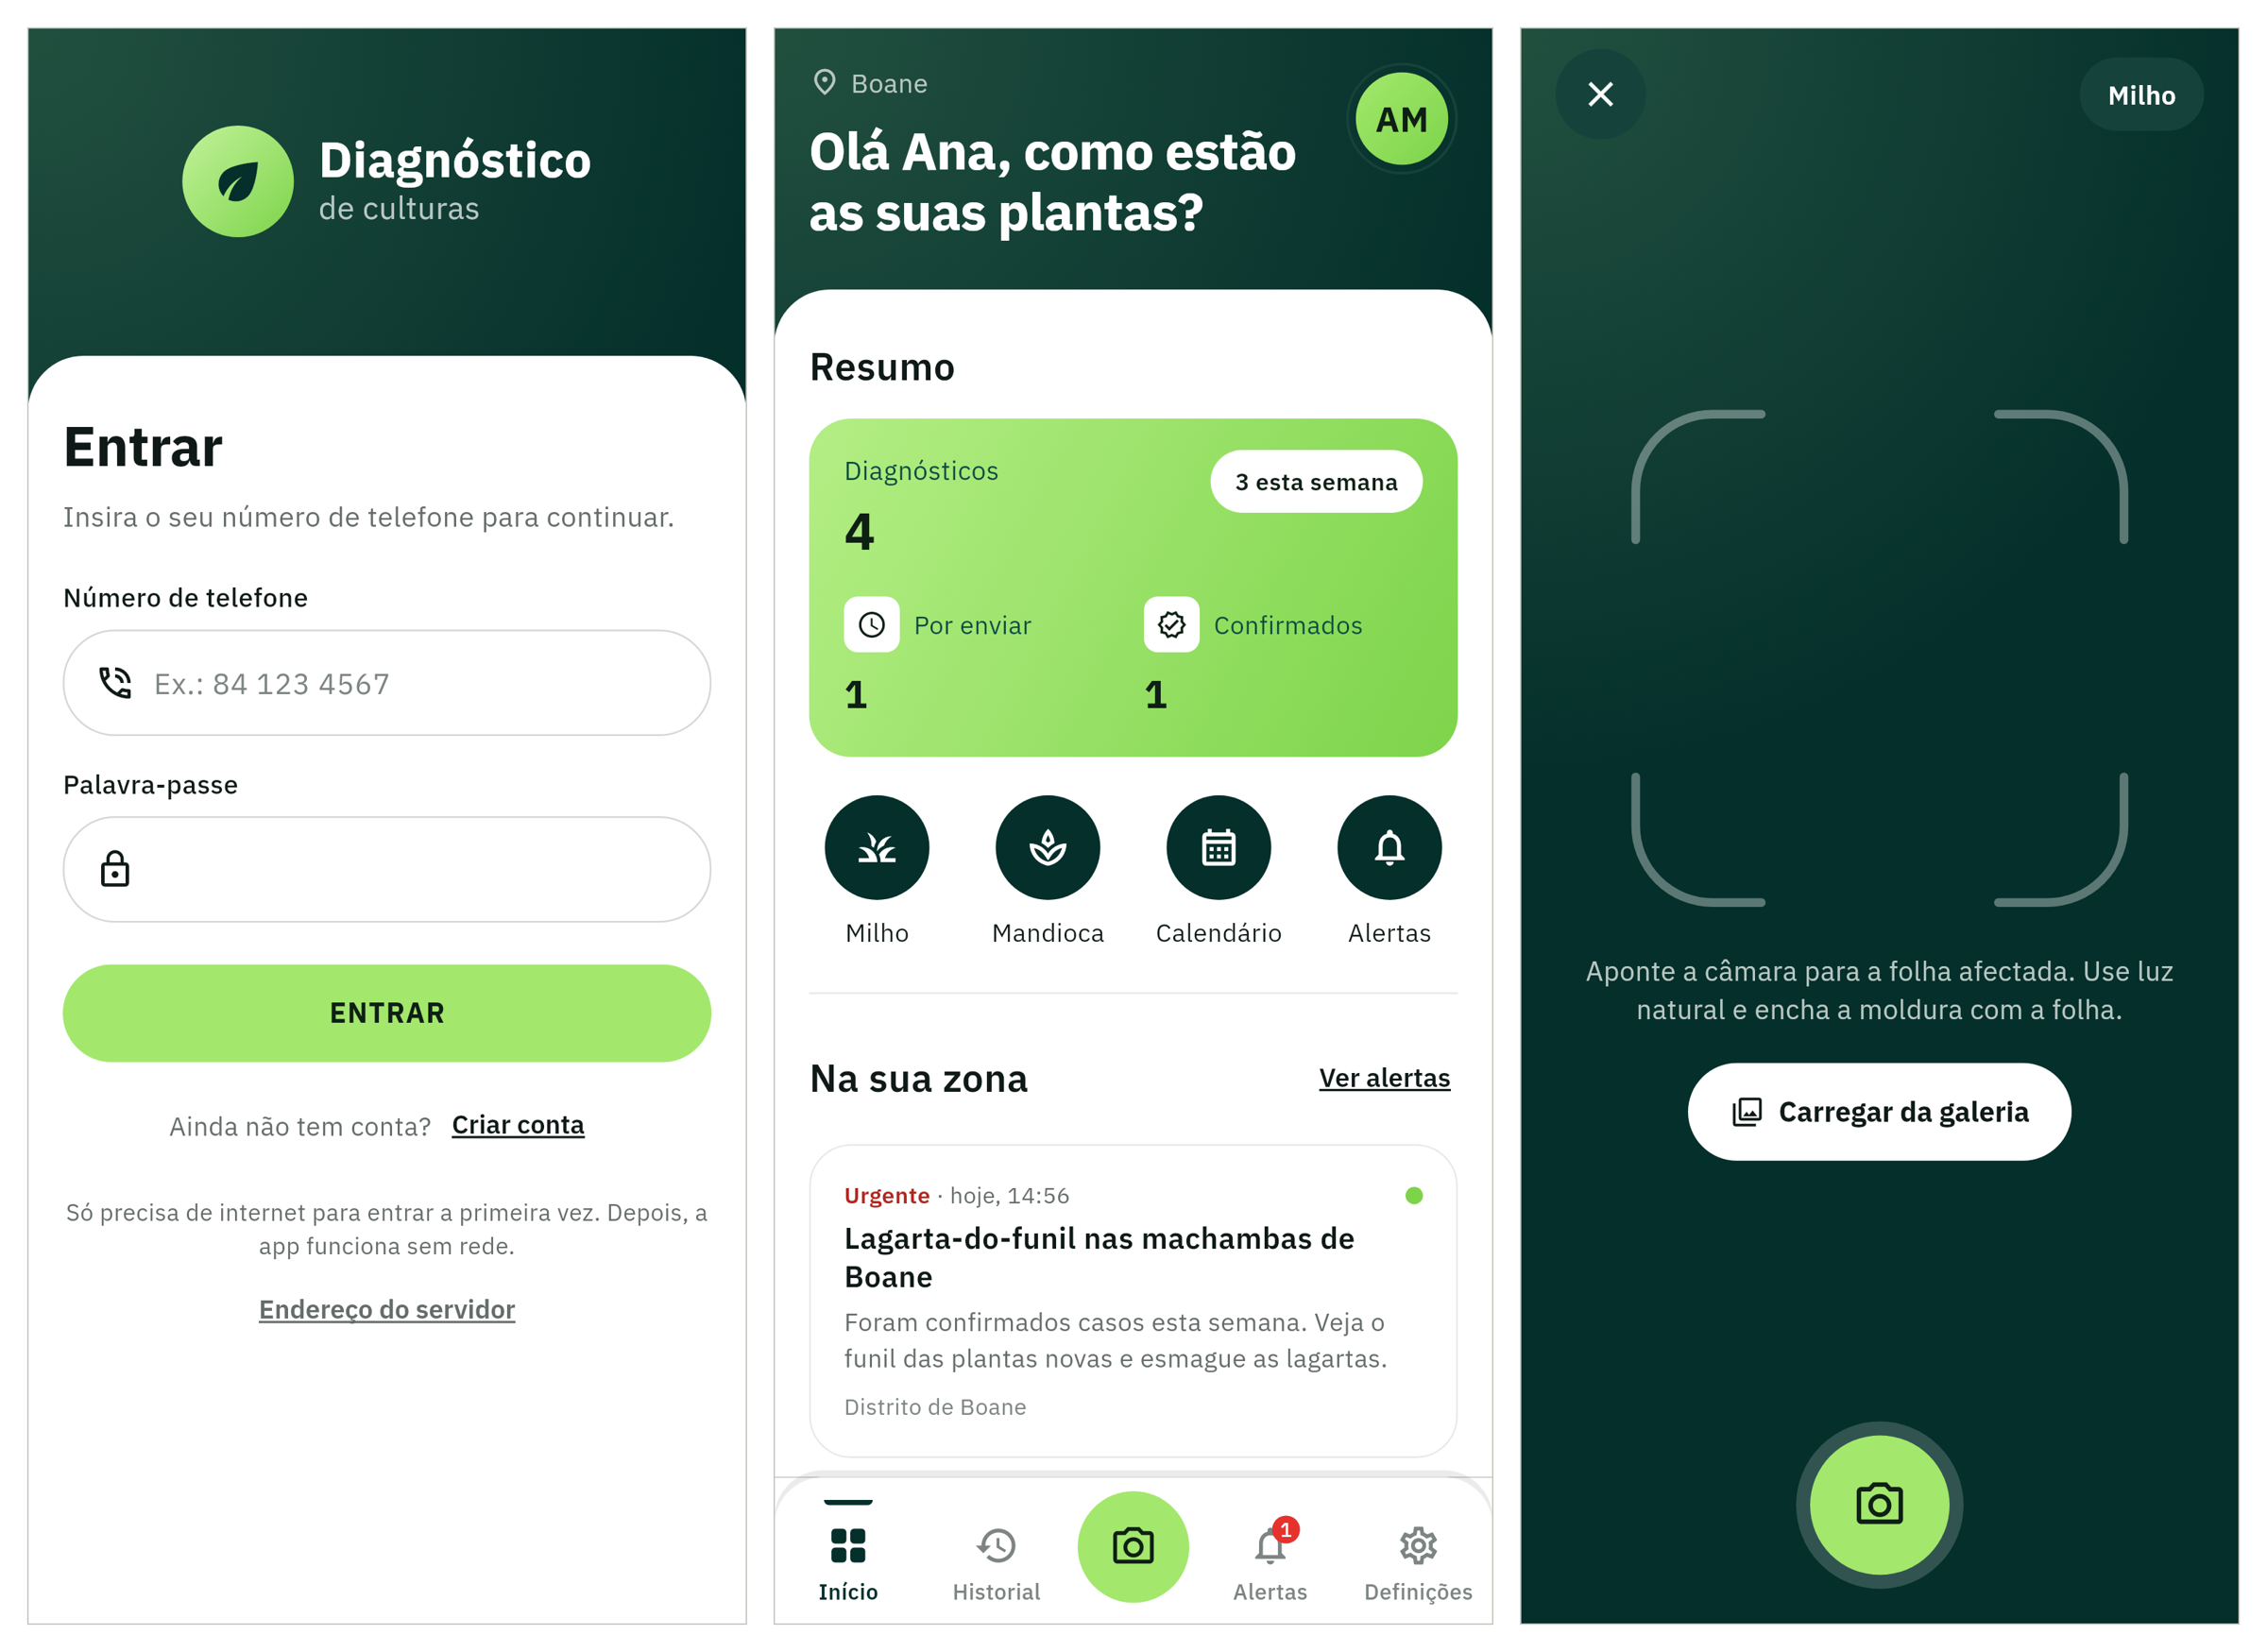 Diagnóstico
de culturas
Entrar
Insira o seu número de telefone para continuar.
Número de telefone
Ex.: 84 123 4567
Palavra-passe
ENTRAR
Ainda não tem conta? Criar conta
Só precisa de internet para entrar a primeira vez. Depois, a
app funciona sem rede.
Endereço do servidor
Boane
AM
Olá Ana, como estão
as suas plantas?
Resumo
Diagnósticos
3 esta semana
4
Por enviar
Confirmados
1
1
Milho
Mandioca
Calendário
Alertas
Na sua zona
Ver alertas
Urgente · hoje, 14:56
Lagarta-do-funil nas machambas de
Boane
Foram confirmados casos esta semana. Veja o
funil das plantas novas e esmague as lagartas.
Distrito de Boane
1
Início
Historial
Alertas
Definições
Milho
Aponte a câmara para a folha afectada. Use luz
natural e encha a moldura com a folha.
Carregar da galeria